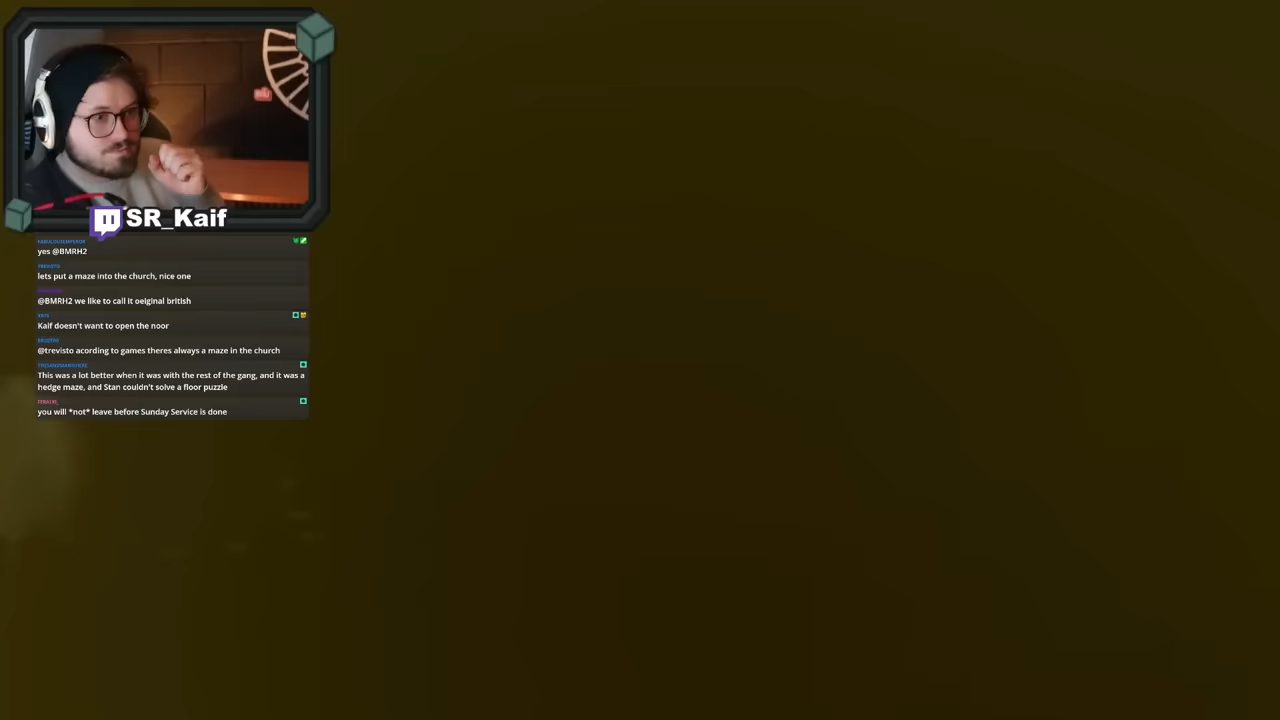 SR_Kaif
FABULOUSEMPEROR
yes @BMRH2
TREVISTO
lets put a maze into the church, nice one
@BMRH2 we like to call it oeiginal british
Kaif doesn't want to open the noor
@trevisto acording to games theres always a maze in the church
This was a lot better when it was with the rest of the gang, and it was a
hedge maze, and Stan couldn't solve a floor puzzle
you will *not* leave before Sunday Service is done